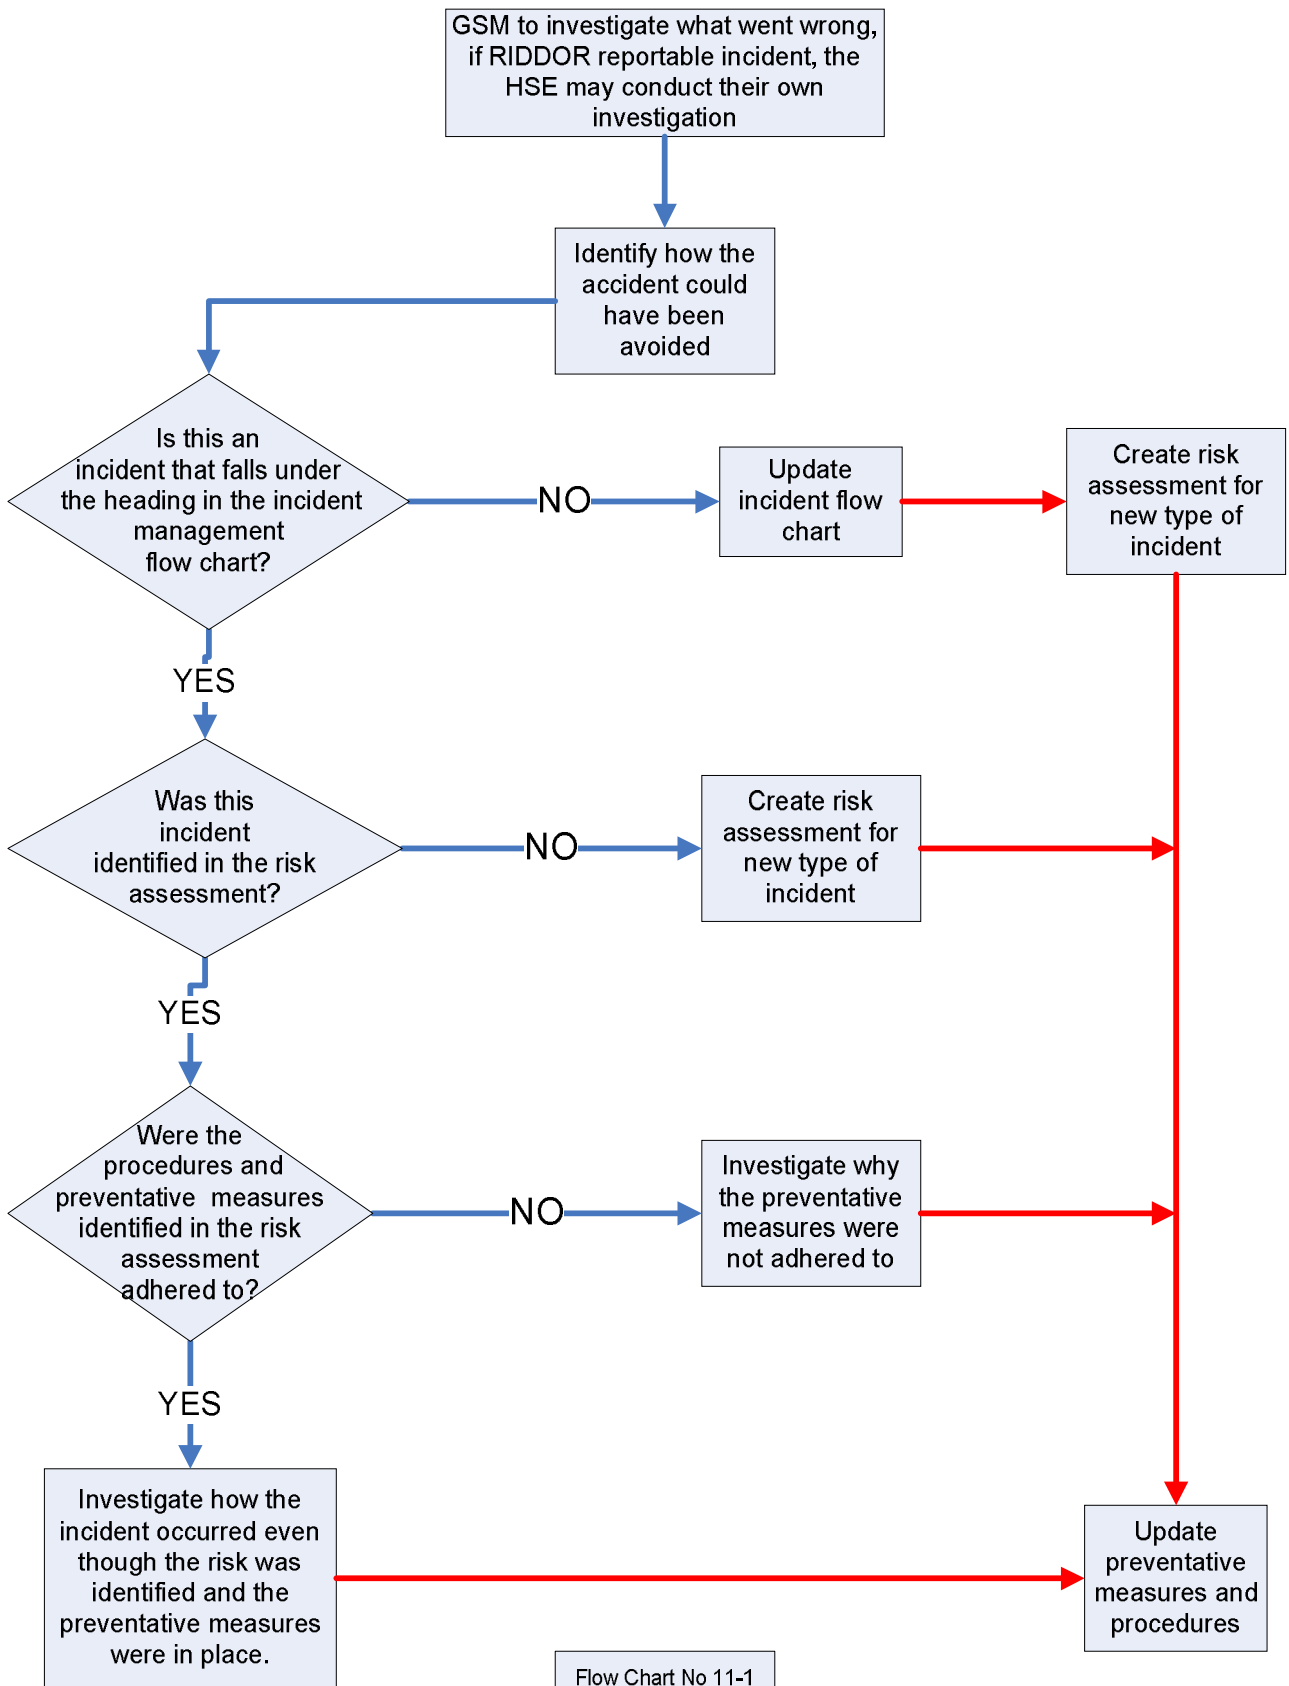 GSM to investigate what went wrong,
if RIDDOR reportable incident, the
HSE may conduct their own
investigation
Identify how the
accident could
have been
avoided
Is this an
incident that falls under
the heading in the incident
management
flow chart?
NO
Update
incident flow
chart
Create risk
assessment for
new type of
incident
YES
Was this
incident
identified in the risk
assessment?
NO
Create risk
assessment for
new type of
incident
YES
Were the
procedures and
preventative  measures
identified in the risk
assessment
adhered to?
NO
Investigate why
the preventative
measures were
not adhered to
YES
Investigate how the
incident occurred even
though the risk was
identified and the
preventative measures
were in place.
Update
preventative
measures and
procedures
Flow Chart No 11-1